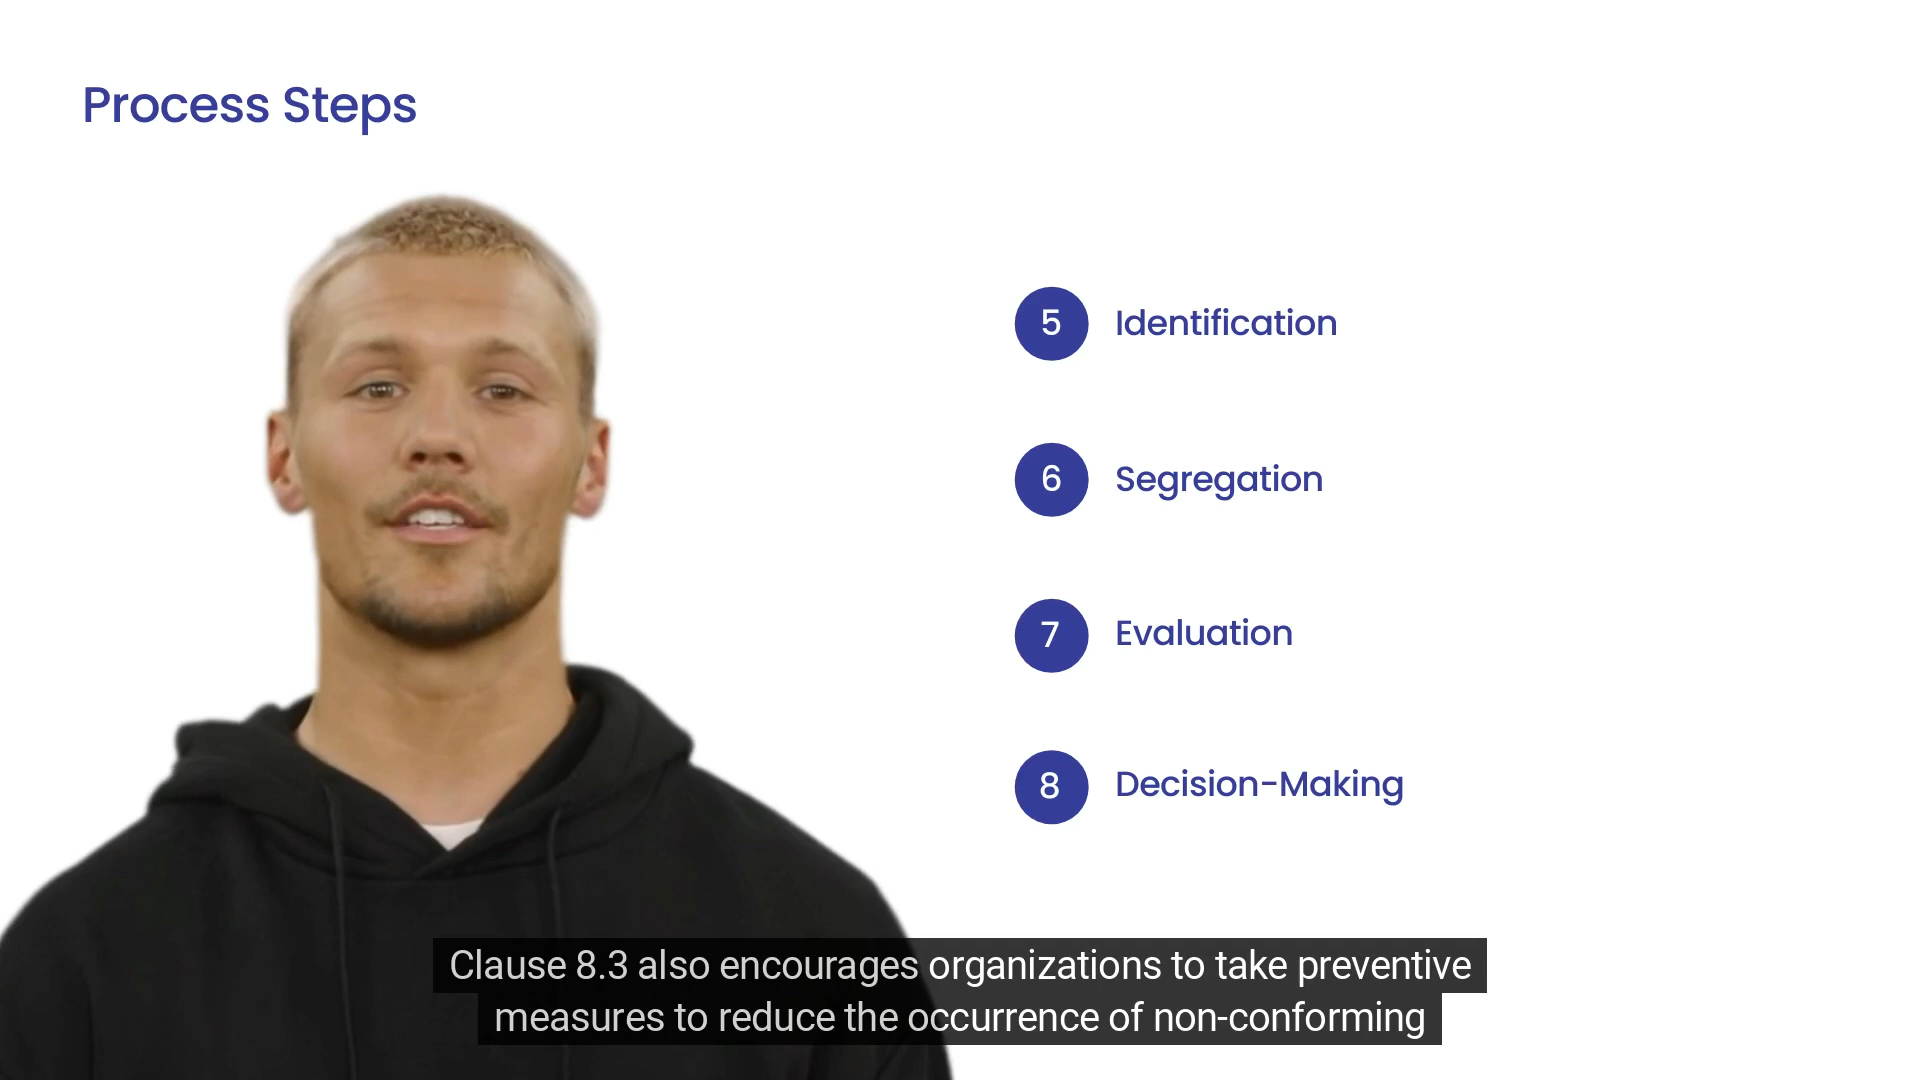 Process Steps
5 Identification
6 Segregation
7 Evaluation
8 Decision-Making
Clause 8.3 also encourages organizations to take preventive
measures to reduce the occurrence of non-conforming